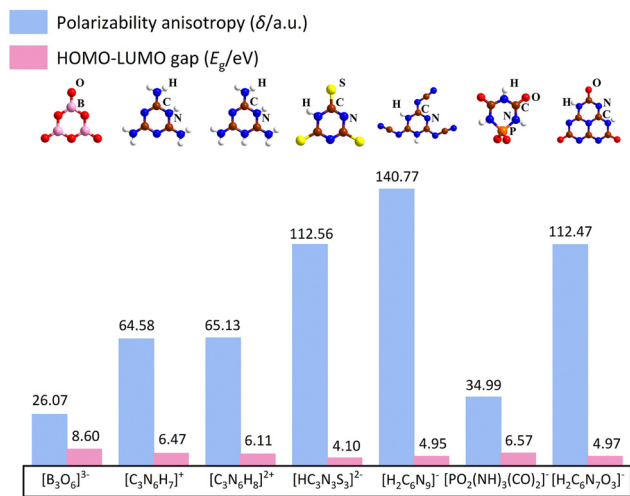 Polarizability anisotropy (δ/a.u.)
HOMO-LUMO gap (Eg/eV)
O
B
H
C
N
H
C
N
S
H
C
N
H
C
N
H
O
C
N
P
O
H
N
C
26.07
8.60
64.58
6.47
65.13
6.11
112.56
4.10
140.77
4.95
34.99
6.57
112.47
4.97
[B₃O₆]³⁻ [C₃N₆H₇]⁺ [C₃N₆H₈]²⁺ [HC₃N₃S₃]²⁻ [H₂C₆N₉]⁻ [PO₂(NH)₃(CO)₂]⁻ [H₂C₆N₇O₃]⁻